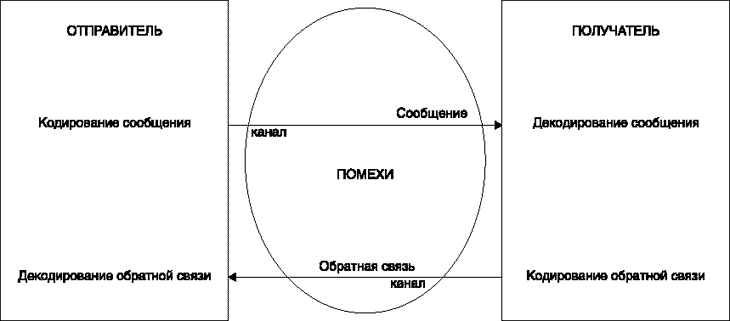 ОТПРАВИТЕЛЬ
ПОЛУЧАТЕЛЬ
Кодирование сообщения
Сообщение
канал
Декодирование сообщения
ПОМЕХИ
Декодирование обратной связи
Обратная связь
канал
Кодирование обратной связи